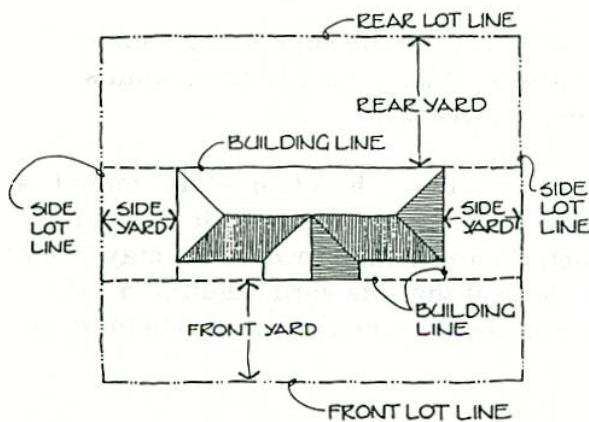 REAR LOT LINE
REAR YARD
BUILDING LINE
SIDE
LOT
LINE
SIDE
YARD
SIDE
YARD
SIDE
LOT
LINE
BUILDING
LINE
FRONT YARD
FRONT LOT LINE